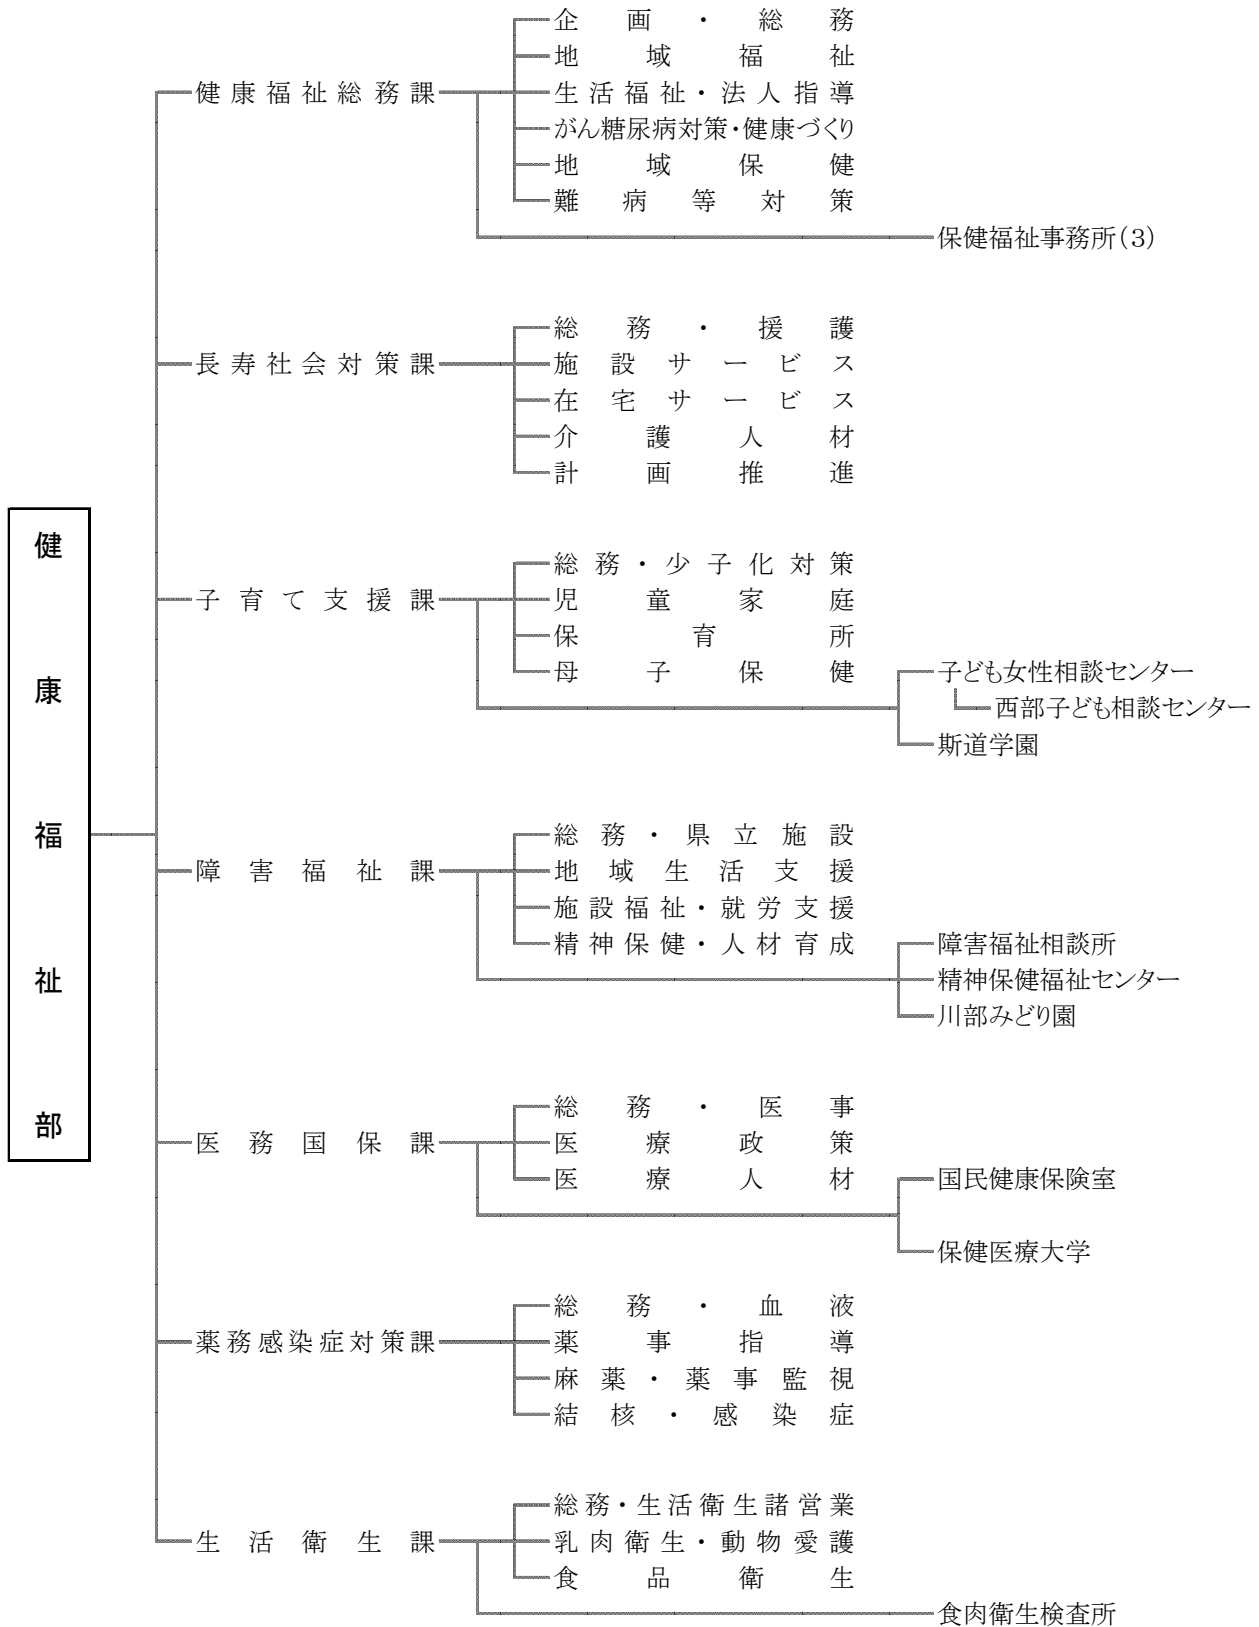 健康福祉部
健康福祉総務課
企画・総務
地域福祉
生活福祉・法人指導
がん糖尿病対策・健康づくり
地域保健
難病等対策
保健福祉事務所(3)
長寿社会対策課
総務・援護
施設サービス
在宅サービス
介護人材
計画推進
子育て支援課
総務・少子化対策
児童家庭
保育所
母子保健
子ども女性相談センター
西部子ども相談センター
斯道学園
障害福祉課
総務・県立施設
地域生活支援
施設福祉・就労支援
精神保健・人材育成
障害福祉相談所
精神保健福祉センター
川部みどり園
医務国保課
総務・医事
医療政策
医療人材
国民健康保険室
保健医療大学
薬務感染症対策課
総務・血液
薬事指導
麻薬・薬事監視
結核・感染症
生活衛生課
総務・生活衛生諸営業
乳肉衛生・動物愛護
食品衛生
食肉衛生検査所